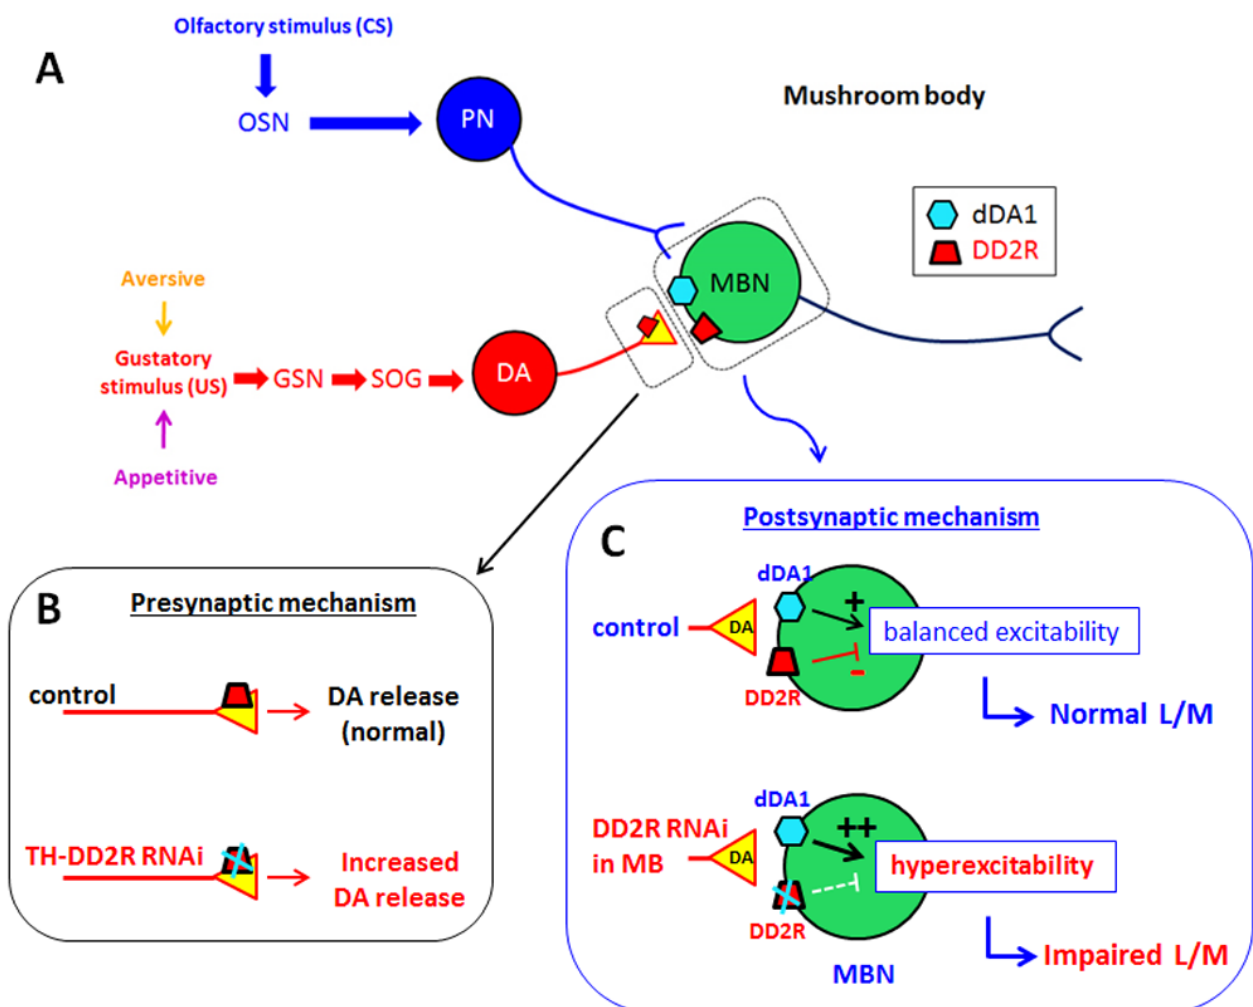 A
Olfactory stimulus (CS)
OSN
PN
Mushroom body
dDA1
DD2R
MBN
Aversive
Gustatory
stimulus (US)
GSN
SOG
DA
Appetitive
B
Presynaptic mechanism
control
DA release
(normal)
TH-DD2R RNAi
Increased
DA release
C
Postsynaptic mechanism
dDA1
control
DA
+
balanced excitability
-
DD2R
Normal L/M
dDA1
DD2R RNAi
in MB
DA
++
hyperexcitability
DD2R
Impaired L/M
MBN